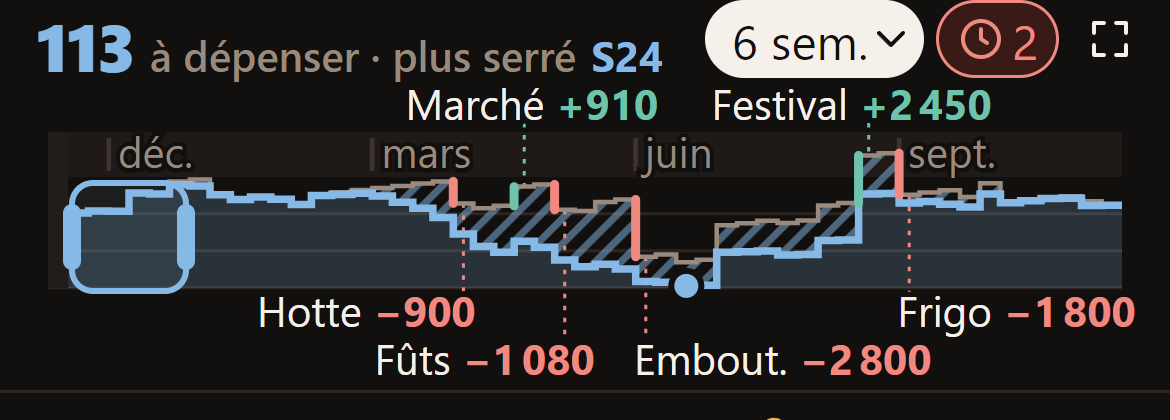 113 à dépenser · plus serré S24 6 sem. 2
Marché +910 Festival +2 450
déc. mars juin sept.
Hotte −900 Frigo −1 800
Fûts −1 080 Embout. −2 800